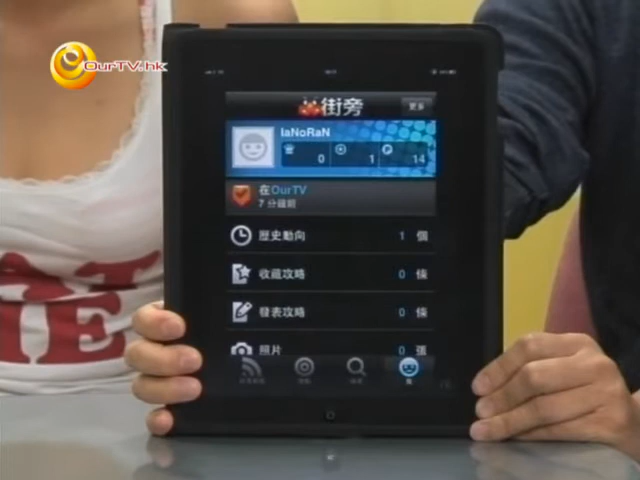 OurTV.hk
街旁
更多
IaNoRaN
0 1 14
在OurTV
7 分鐘前
歷史動向 1 個
收藏攻略 0 條
發表攻略 0 條
照片 0 張
我